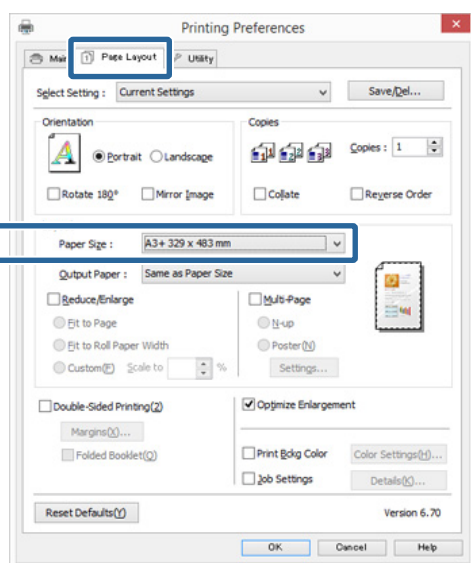 Printing Preferences
Main Page Layout Utility
Select Setting : Current Settings Save/Del...
Orientation Copies
Portrait Landscape Copies : 1
Rotate 180° Mirror Image Collate Reverse Order
Paper Size : A3+ 329 x 483 mm
Output Paper : Same as Paper Size
Reduce/Enlarge Multi-Page
Fit to Page N-up
Fit to Roll Paper Width Poster(N)
Custom(F) Scale to % Settings...
Double-Sided Printing(2) Optimize Enlargement
Margins(X)...
Folded Booklet(Q) Print Bckg Color Color Settings(H)...
Job Settings Details(K)...
Reset Defaults(Y) Version 6.70
OK Cancel Help